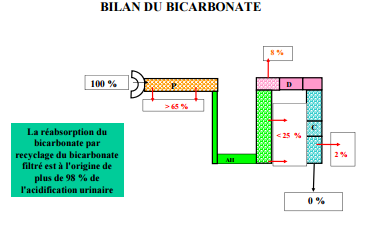 BILAN DU BICARBONATE
8 %
100 %
P
D
> 65 %
< 25 %
C
2 %
La réabsorption du
bicarbonate par
recyclage du bicarbonate
filtré est à l'origine de
plus de 98 % de
l'acidification urinaire
AH
0 %